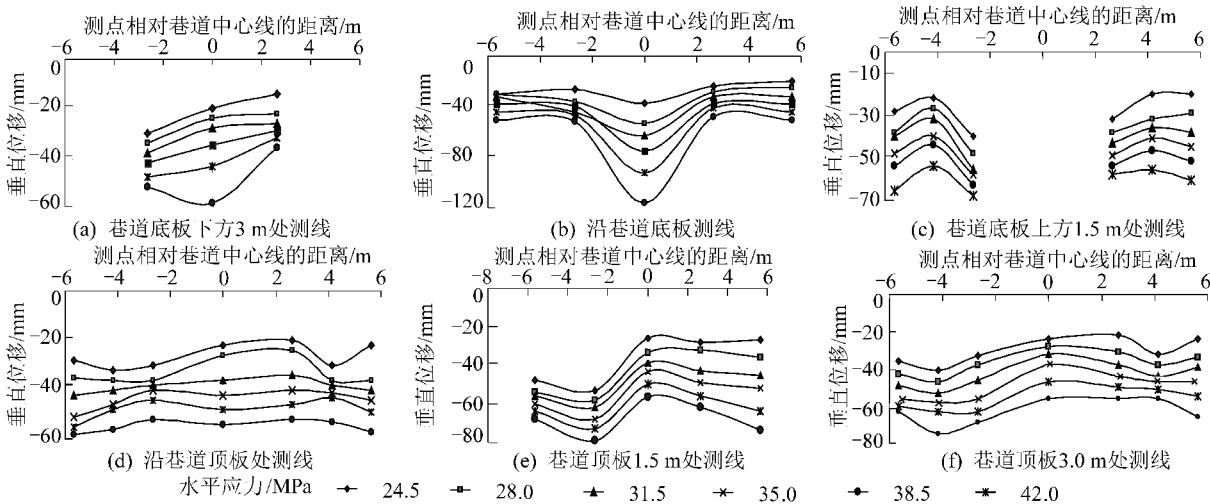 测点相对巷道中心线的距离/m
−6 −4 −2 0 2 4 6
0
−20
−40
−60
垂直位移/mm
(a) 巷道底板下方3 m处测线
测点相对巷道中心线的距离/m
−6 −4 −2 0 2 4 6
0
−40
−80
−120
垂直位移/mm
(b) 沿巷道底板测线
测点相对巷道中心线的距离/m
−6 −4 −2 0 2 4 6
0
−10
−30
−50
−70
垂直位移/mm
(c) 巷道底板上方1.5 m处测线
测点相对巷道中心线的距离/m
−6 −4 −2 0 2 4 6
0
−20
−40
−60
垂直位移/mm
(d) 沿巷道顶板处测线
测点相对巷道中心线的距离/m
−8 −6 −4 −2 0 2 4 6
0
−20
−40
−60
−80
垂直位移/mm
(e) 巷道顶板1.5 m处测线
测点相对巷道中心线的距离/m
−6 −4 −2 0 2 4 6
0
−20
−40
−60
−80
垂直位移/mm
(f) 巷道顶板3.0 m处测线
水平应力/MPa 24.5 28.0 31.5 35.0 38.5 42.0